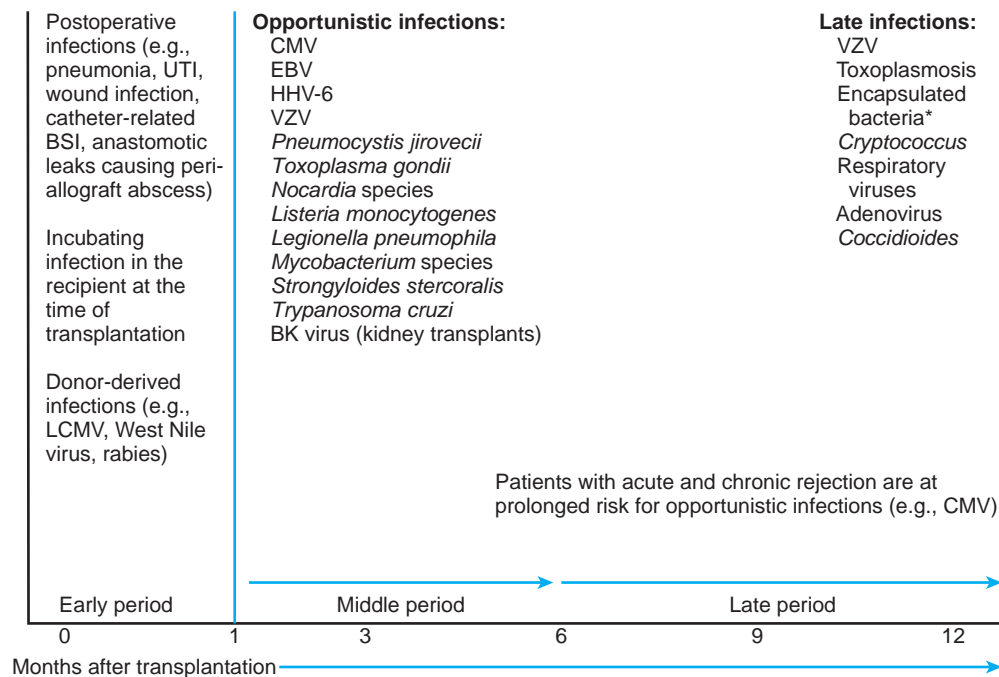 Postoperative
infections (e.g.,
pneumonia, UTI,
wound infection,
catheter-related
BSI, anastomotic
leaks causing peri-
allograft abscess)
Incubating
infection in the
recipient at the
time of
transplantation
Donor-derived
infections (e.g.,
LCMV, West Nile
virus, rabies)
Opportunistic infections:
CMV
EBV
HHV-6
VZV
Pneumocystis jirovecii
Toxoplasma gondii
Nocardia species
Listeria monocytogenes
Legionella pneumophila
Mycobacterium species
Strongyloides stercoralis
Trypanosoma cruzi
BK virus (kidney transplants)
Late infections:
VZV
Toxoplasmosis
Encapsulated
bacteria*
Cryptococcus
Respiratory
viruses
Adenovirus
Coccidioides
Patients with acute and chronic rejection are at
prolonged risk for opportunistic infections (e.g., CMV)
Early period
Middle period
Late period
0 1 3 6 9 12
Months after transplantation